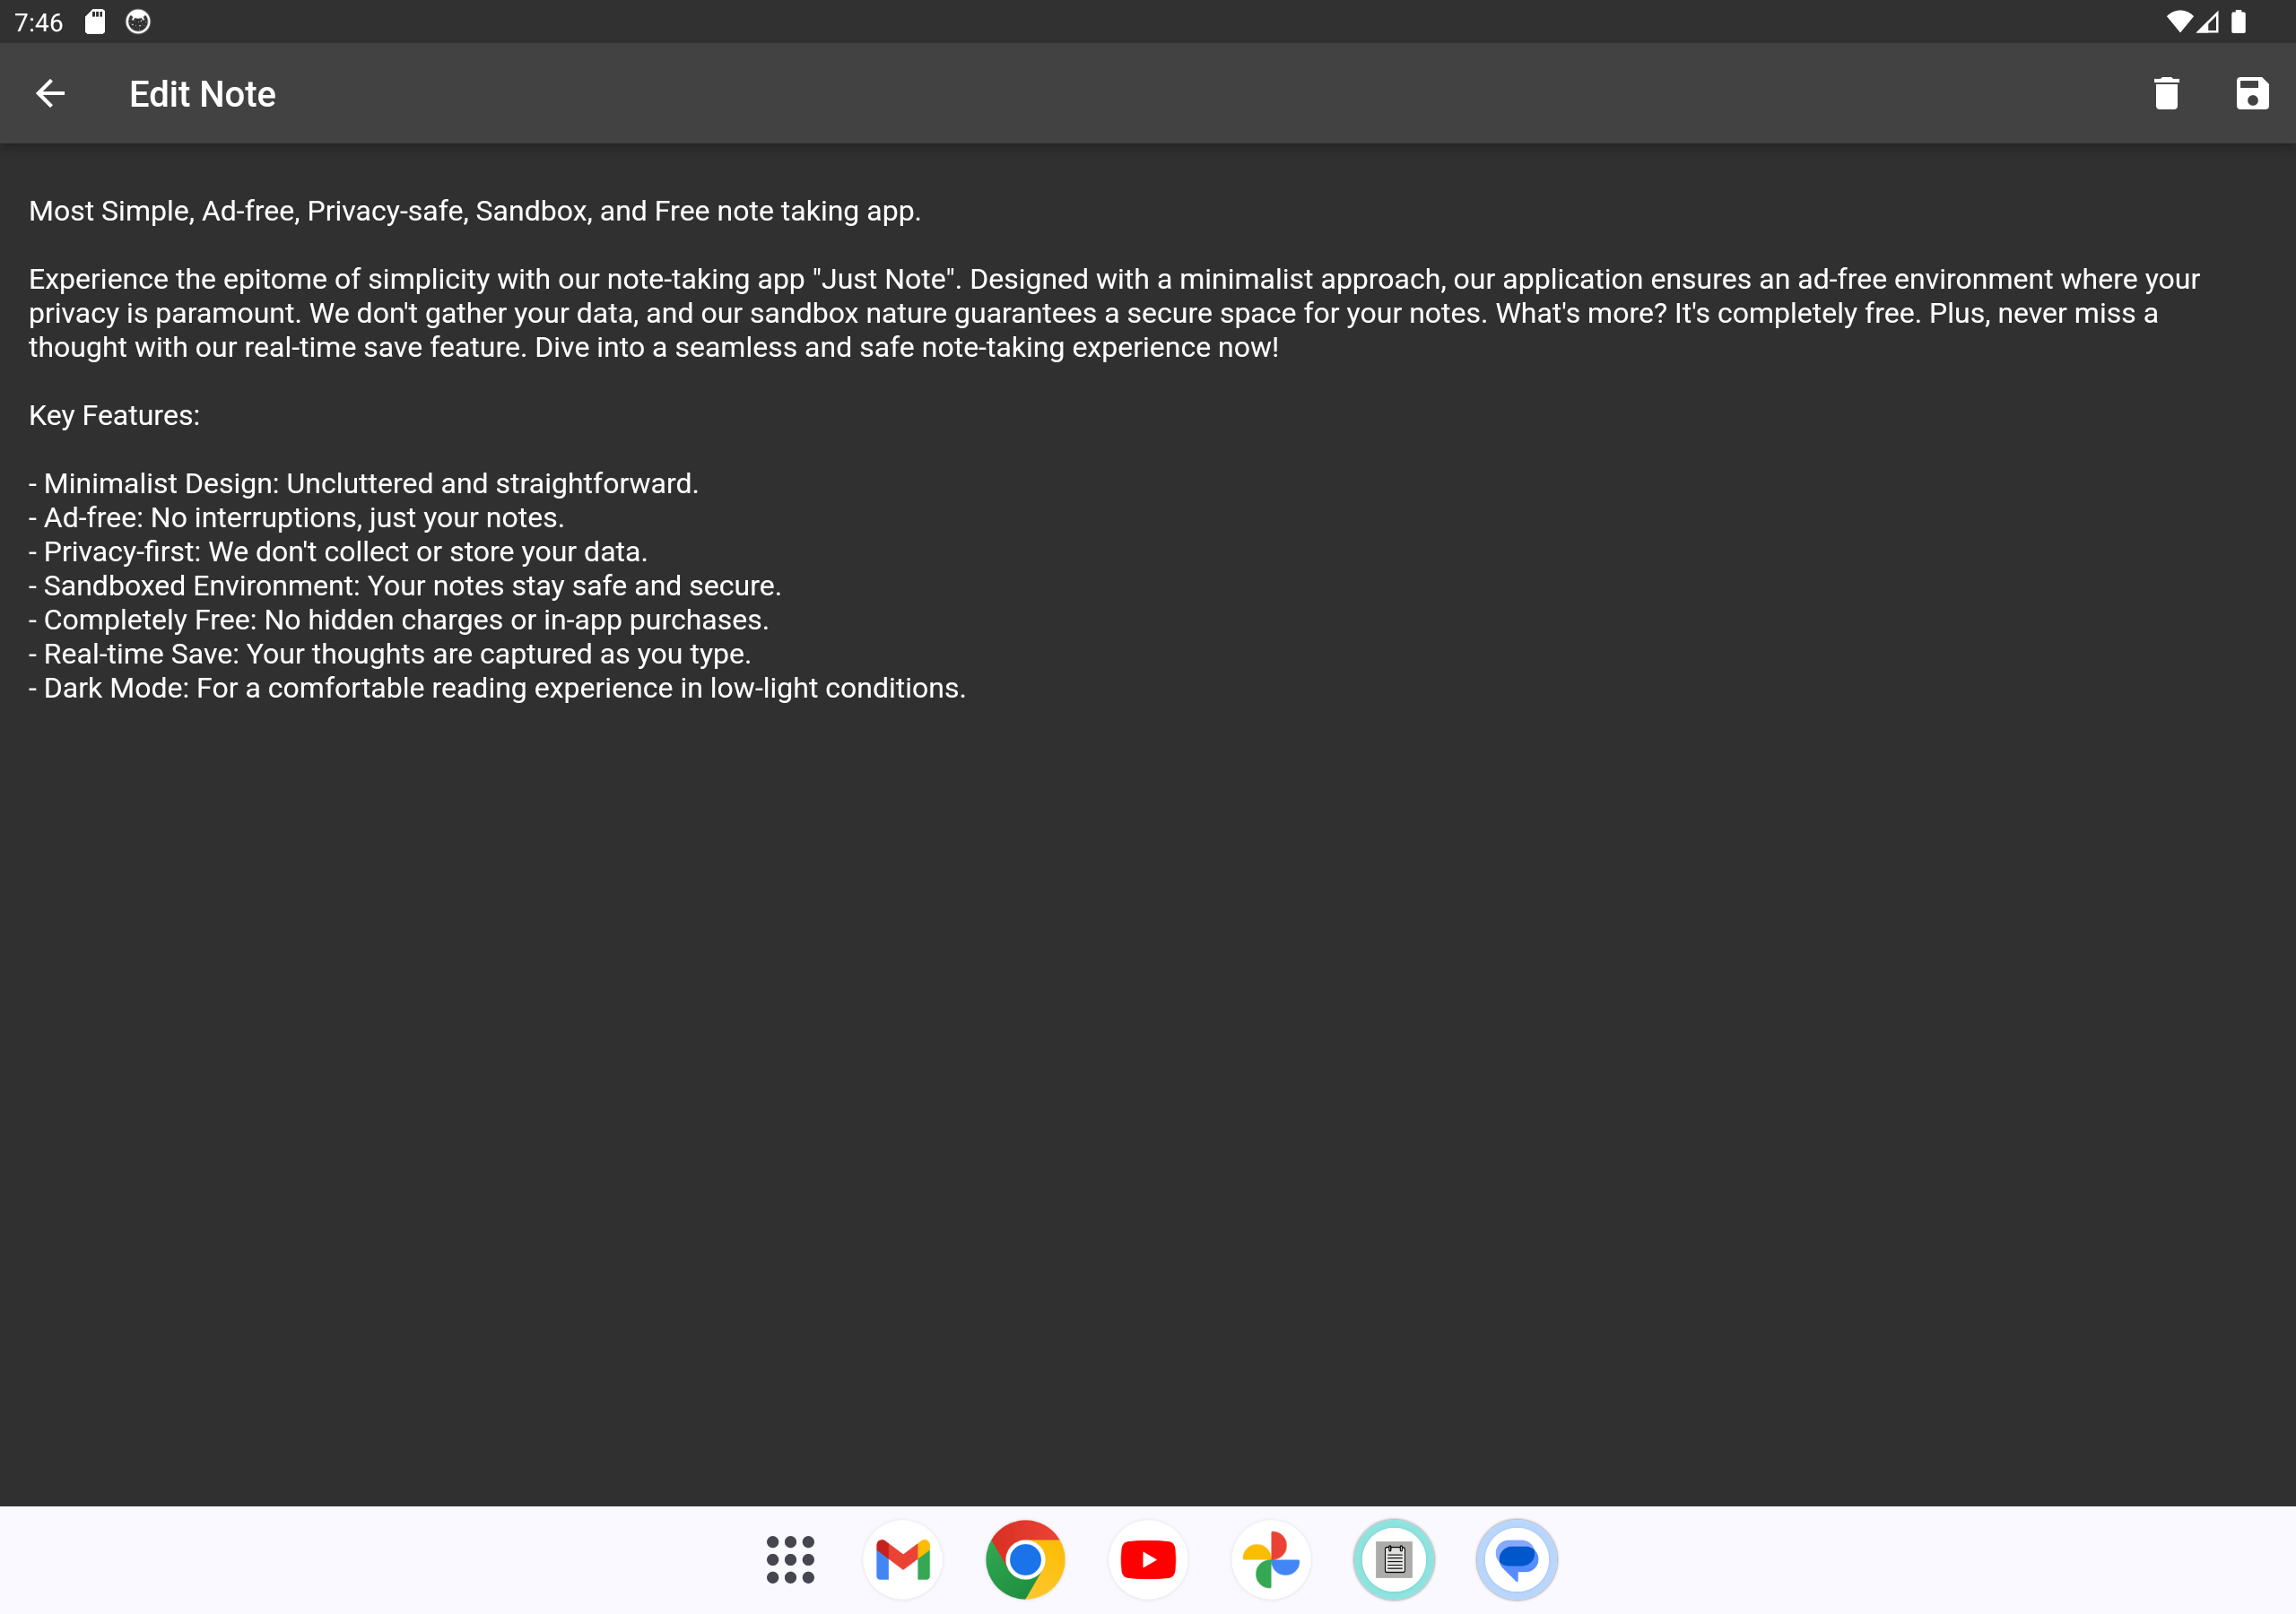 7:46
Edit Note
Most Simple, Ad-free, Privacy-safe, Sandbox, and Free note taking app.
Experience the epitome of simplicity with our note-taking app "Just Note". Designed with a minimalist approach, our application ensures an ad-free environment where your
privacy is paramount. We don't gather your data, and our sandbox nature guarantees a secure space for your notes. What's more? It's completely free. Plus, never miss a
thought with our real-time save feature. Dive into a seamless and safe note-taking experience now!
Key Features:
- Minimalist Design: Uncluttered and straightforward.
- Ad-free: No interruptions, just your notes.
- Privacy-first: We don't collect or store your data.
- Sandboxed Environment: Your notes stay safe and secure.
- Completely Free: No hidden charges or in-app purchases.
- Real-time Save: Your thoughts are captured as you type.
- Dark Mode: For a comfortable reading experience in low-light conditions.